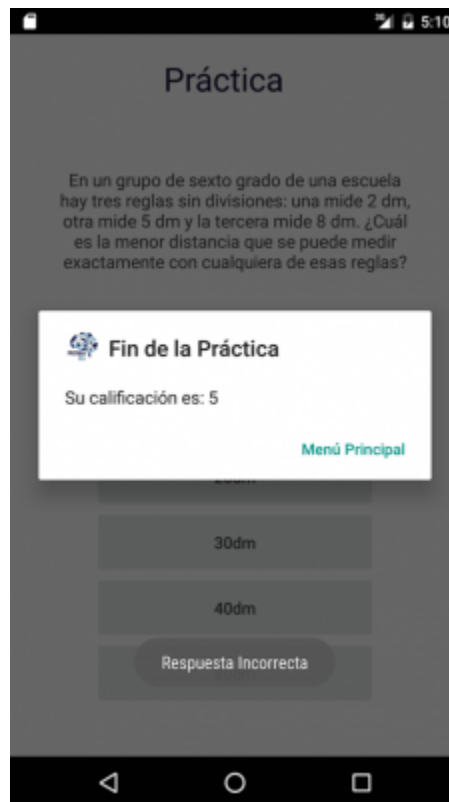 5:10
Práctica
En un grupo de sexto grado de una escuela
hay tres reglas sin divisiones: una mide 2 dm,
otra mide 5 dm y la tercera mide 8 dm. ¿Cuál
es la menor distancia que se puede medir
exactamente con cualquiera de esas reglas?
Fin de la Práctica
Su calificación es: 5
Menú Principal
30dm
40dm
Respuesta Incorrecta